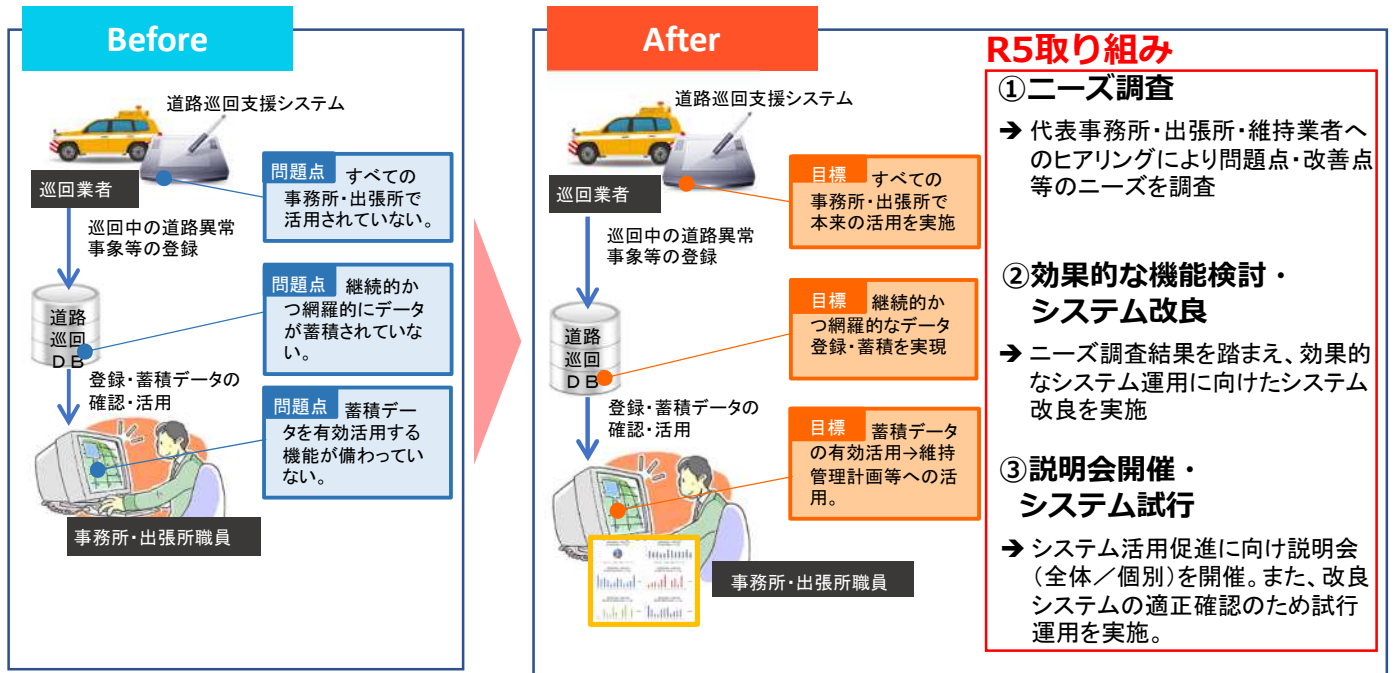 Before
道路巡回支援システム
巡回業者
問題点 すべての
事務所・出張所で
活用されていない。
巡回中の道路異常
事象等の登録
問題点 継続的か
つ網羅的にデータ
が蓄積されていな
い。
道路
巡回
ＤＢ
登録・蓄積データの
確認・活用
問題点 蓄積デー
タを有効活用する
機能が備わってい
ない。
事務所・出張所職員
After
道路巡回支援システム
巡回業者
目標 すべての
事務所・出張所で
本来の活用を実施
巡回中の道路異常
事象等の登録
目標 継続的か
つ網羅的なデータ
登録・蓄積を実現
道路
巡回
ＤＢ
登録・蓄積データの
確認・活用
目標 蓄積データ
の有効活用→維持
管理計画等への活
用。
事務所・出張所職員
R5取り組み
①ニーズ調査
➔ 代表事務所・出張所・維持業者へ
のヒアリングにより問題点・改善点
等のニーズを調査
②効果的な機能検討・
システム改良
➔ ニーズ調査結果を踏まえ、効果的
なシステム運用に向けたシステム
改良を実施
③説明会開催・
システム試行
➔ システム活用促進に向け説明会
（全体／個別）を開催。また、改良
システムの適正確認のため試行
運用を実施。